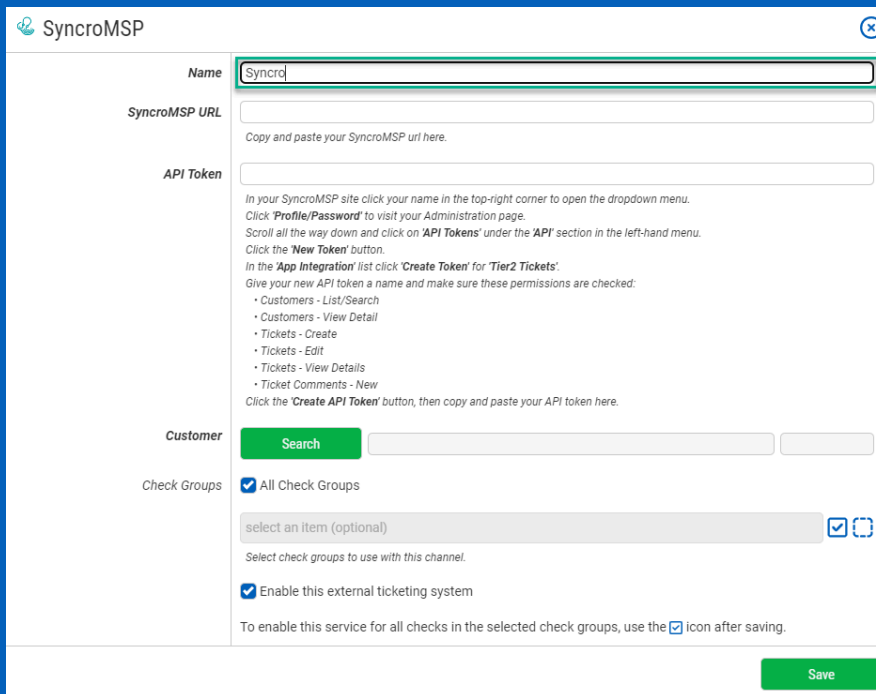 SyncroMSP
Name
Syncro
SyncroMSP URL
Copy and paste your SyncroMSP url here.
API Token
In your SyncroMSP site click your name in the top-right corner to open the dropdown menu.
Click 'Profile/Password' to visit your Administration page.
Scroll all the way down and click on 'API Tokens' under the 'API' section in the left-hand menu.
Click the 'New Token' button.
In the 'App Integration' list click 'Create Token' for 'Tier2 Tickets'.
Give your new API token a name and make sure these permissions are checked:
• Customers - List/Search
• Customers - View Detail
• Tickets - Create
• Tickets - Edit
• Tickets - View Details
• Ticket Comments - New
Click the 'Create API Token' button, then copy and paste your API token here.
Customer
Search
Check Groups
All Check Groups
select an item (optional)
Select check groups to use with this channel.
Enable this external ticketing system
To enable this service for all checks in the selected check groups, use the icon after saving.
Save